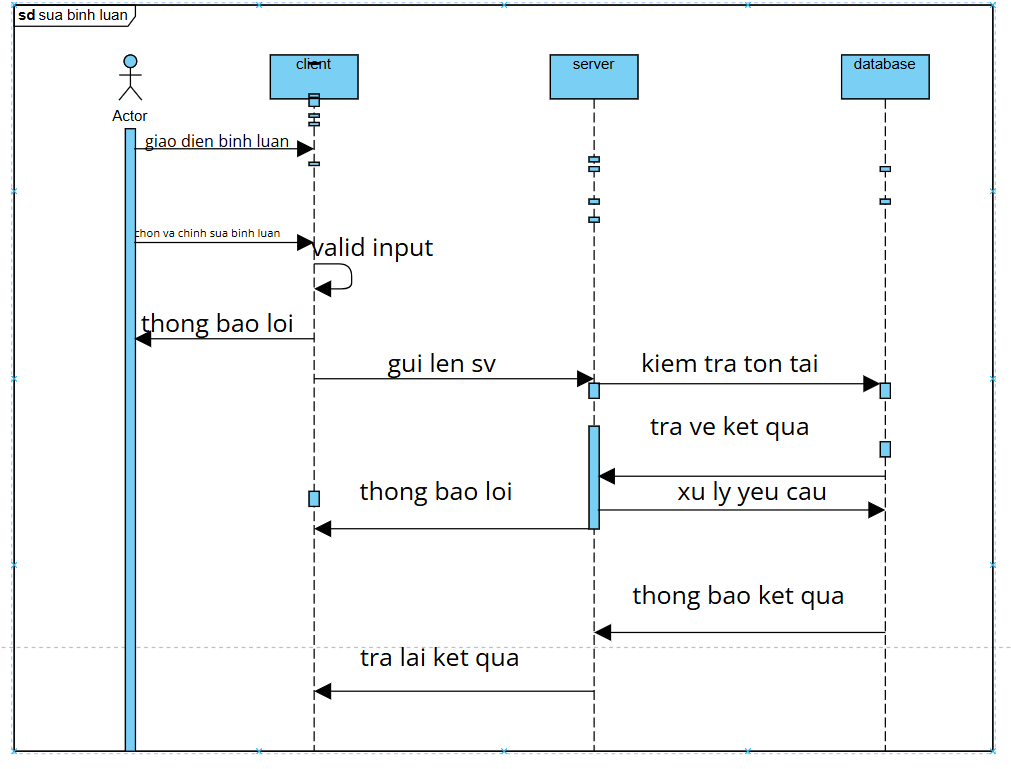 sd sua binh luan
client
server
database
Actor
giao dien binh luan
chon va chinh sua binh luan
valid input
thong bao loi
gui len sv
kiem tra ton tai
tra ve ket qua
thong bao loi
xu ly yeu cau
thong bao ket qua
tra lai ket qua